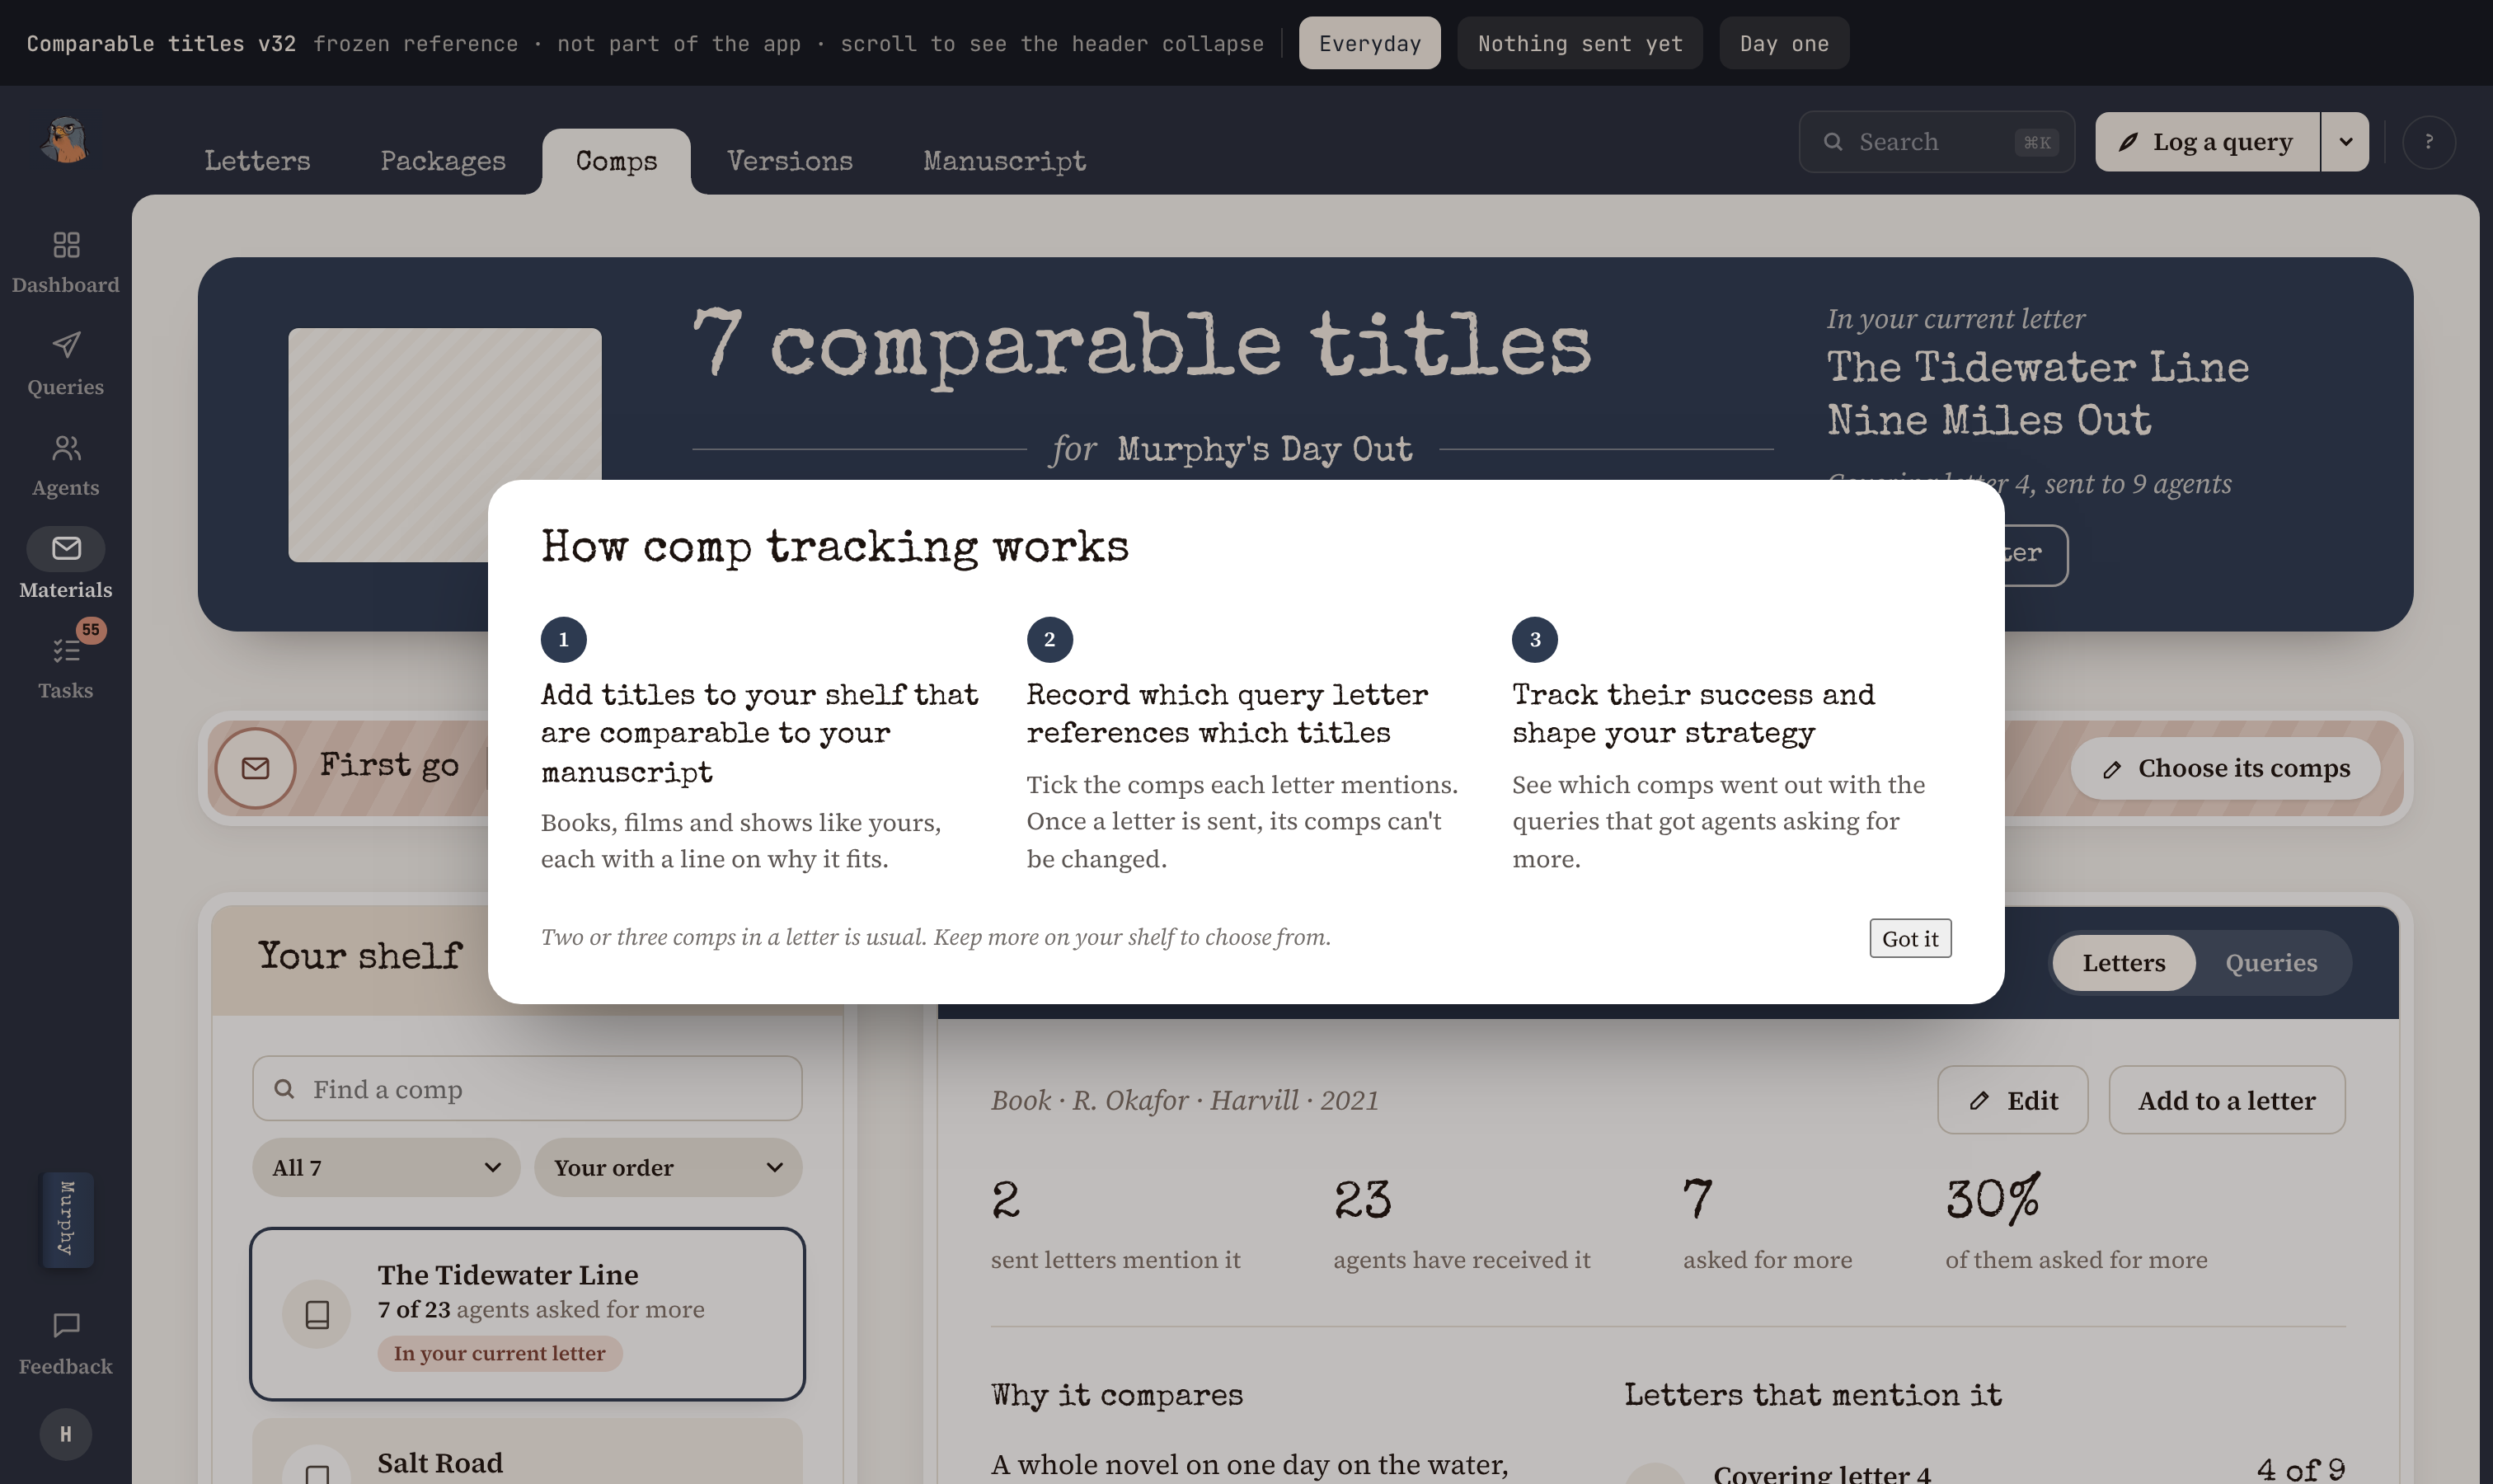 Comparable titles v32 frozen reference · not part of the app · scroll to see the header collapse
Everyday
Nothing sent yet
Day one
Letters
Packages
Comps
Versions
Manuscript
Search
⌘K
Log a query
?
Dashboard
Queries
Agents
Materials
55
Tasks
Murphy
Feedback
H
7 comparable titles
for Murphy's Day Out
In your current letter
The Tidewater Line
Nine Miles Out
4, sent to 9 agents
First go
Choose its comps
How comp tracking works
1
Add titles to your shelf that
are comparable to your
manuscript
Books, films and shows like yours,
each with a line on why it fits.
2
Record which query letter
references which titles
Tick the comps each letter mentions.
Once a letter is sent, its comps can't
be changed.
3
Track their success and
shape your strategy
See which comps went out with the
queries that got agents asking for
more.
Two or three comps in a letter is usual. Keep more on your shelf to choose from.
Got it
Your shelf
Find a comp
All 7
Your order
The Tidewater Line
7 of 23 agents asked for more
In your current letter
Salt Road
Letters
Queries
Book · R. Okafor · Harvill · 2021
Edit
Add to a letter
2
sent letters mention it
23
agents have received it
7
asked for more
30%
of them asked for more
Why it compares
A whole novel on one day on the water,
Letters that mention it
Covering letter 4
4 of 9